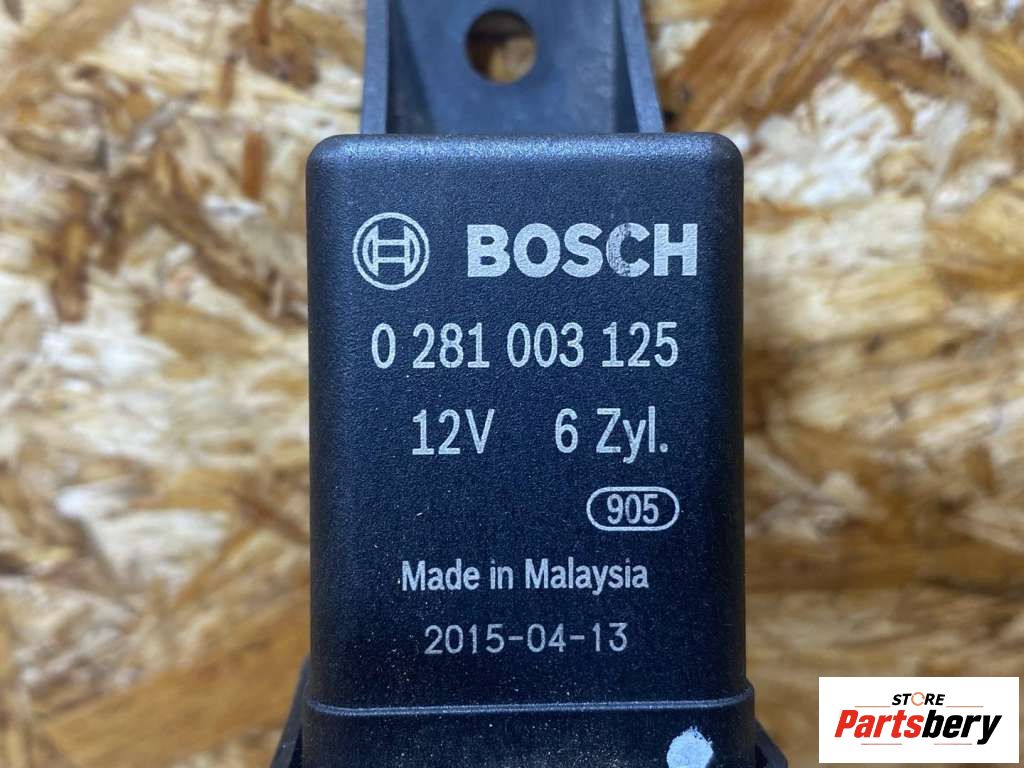 BOSCH
0 281 003 125
12V 6 Zyl.
905
Made in Malaysia
2015-04-13
STORE
Partsbery